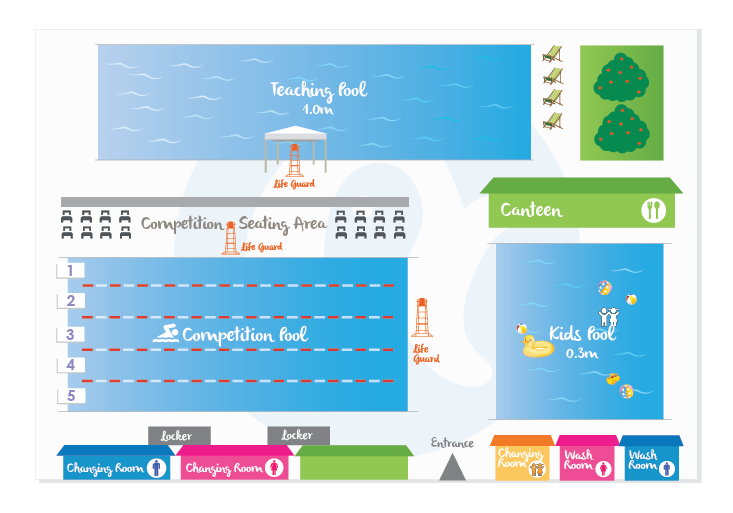 Teaching Pool
1.0m
Life Guard
Competition Seating Area
Life Guard
Canteen
1
2
3
4
5
Competition Pool
Life
Guard
Kids Pool
0.3m
Locker
Locker
Entrance
Changing Room
Changing Room
Changing
Room
Wash
Room
Wash
Room